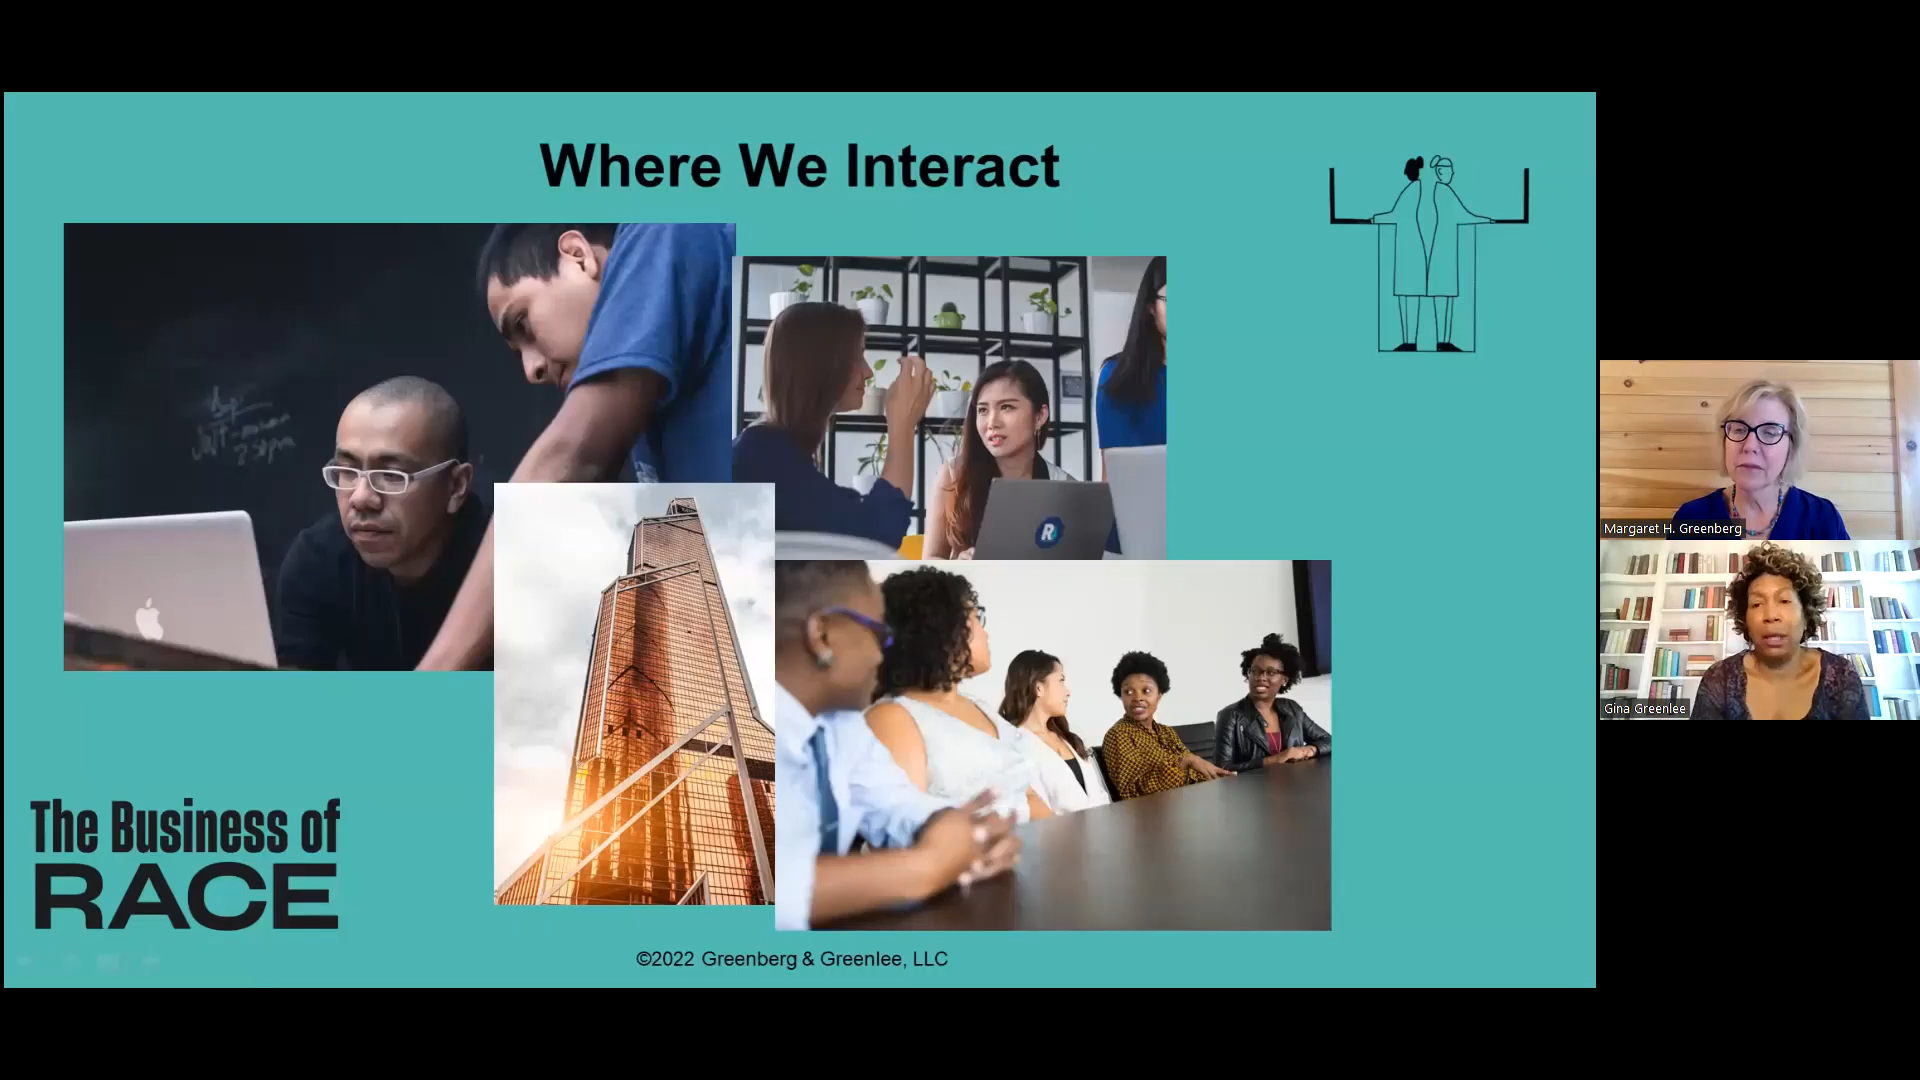 Where We Interact
R
Margaret H. Greenberg
Gina Greenlee
The Business of
RACE
©2022 Greenberg & Greenlee, LLC